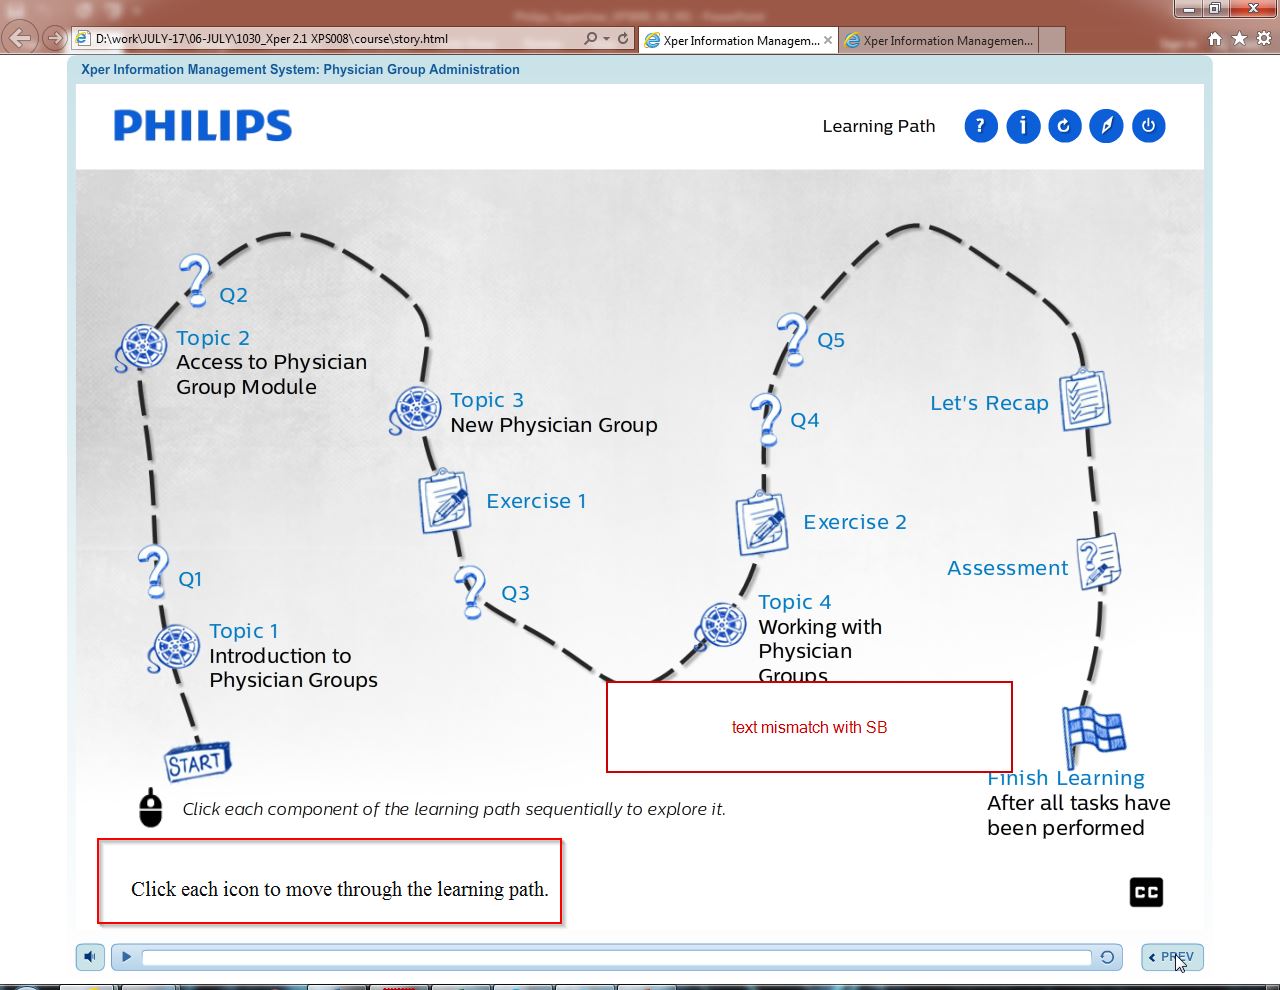 D:\work\JULY-17\06-JULY\1030_Xper 2.1 XPS008\course\story.html
Xper Information Managem...
Xper Information Managemen...
Xper Information Management System: Physician Group Administration
PHILIPS
Learning Path
Q2
Topic 2
Access to Physician
Group Module
Topic 3
New Physician Group
Exercise 1
Q3
Q1
Topic 1
Introduction to
Physician Groups
START
Q5
Q4
Exercise 2
Topic 4
Working with
Physician
Groups
Let's Recap
Assessment
text mismatch with SB
Finish Learning
After all tasks have
been performed
Click each component of the learning path sequentially to explore it.
Click each icon to move through the learning path.
CC
PREV